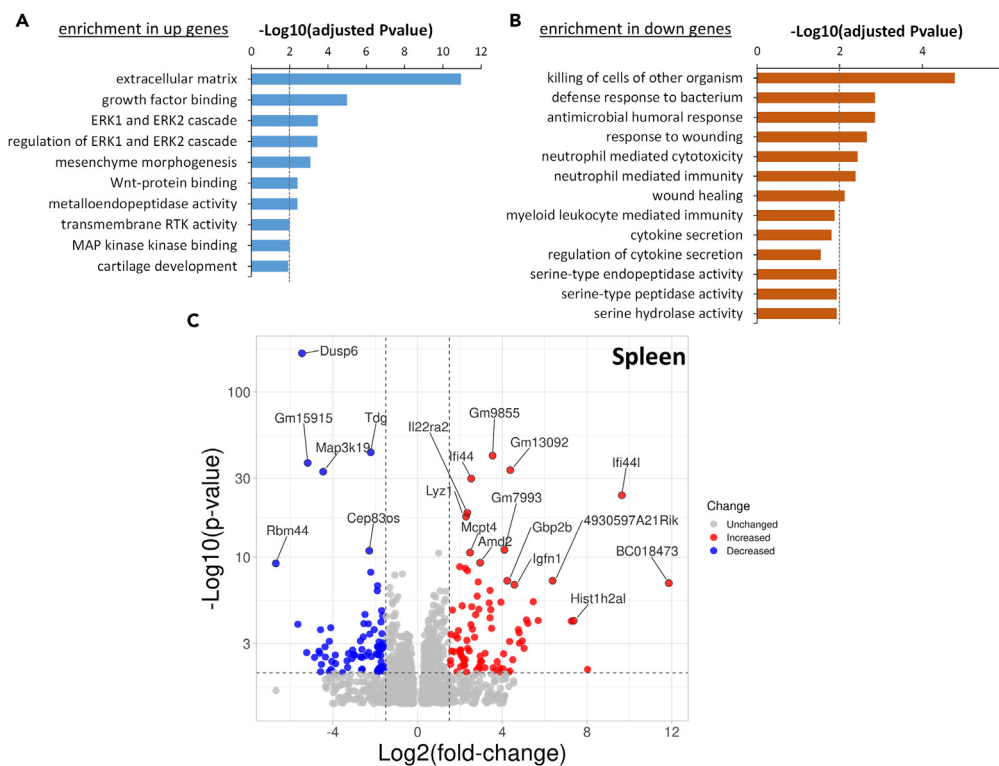 A
enrichment in up genes
-Log10(adjusted Pvalue)
0 2 4 6 8 10 12
extracellular matrix
growth factor binding
ERK1 and ERK2 cascade
regulation of ERK1 and ERK2 cascade
mesenchyme morphogenesis
Wnt-protein binding
metalloendopeptidase activity
transmembrane RTK activity
MAP kinase kinase binding
cartilage development
B
enrichment in down genes
-Log10(adjusted Pvalue)
0 2 4
killing of cells of other organism
defense response to bacterium
antimicrobial humoral response
response to wounding
neutrophil mediated cytotoxicity
neutrophil mediated immunity
wound healing
myeloid leukocyte mediated immunity
cytokine secretion
regulation of cytokine secretion
serine-type endopeptidase activity
serine-type peptidase activity
serine hydrolase activity
C
Spleen
Dusp6
100
Gm15915
Tdg
Gm9855
Il22ra2
Map3k19
Ifi44
Gm13092
Ifi44l
30
Lyz1
Gm7993
Rbm44
Cep83os
Mcpt4
Gbp2b
4930597A21Rik
Amd2
Igfn1
BC018473
10
Hist1h2al
3
-Log10(p-value)
-4 0 4 8 12
Log2(fold-change)
Change
Unchanged
Increased
Decreased